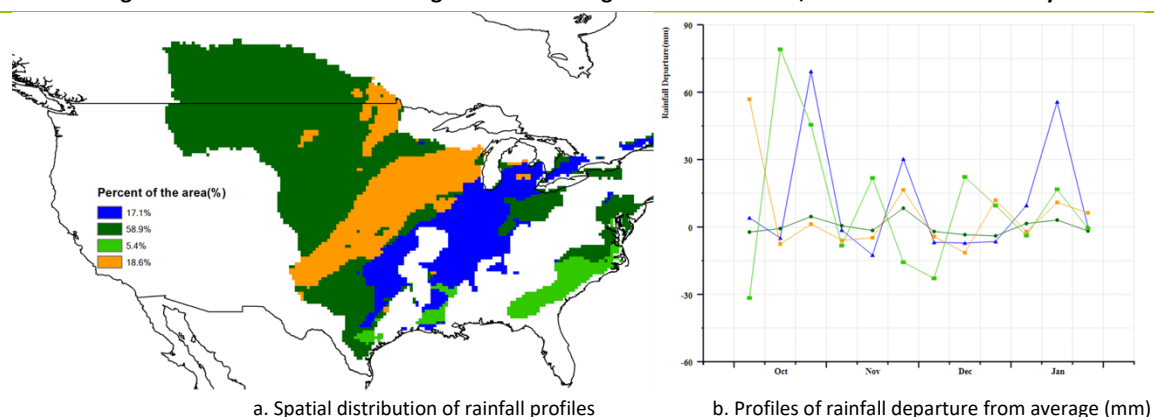 Percent of the area(%)
17.1%
58.9%
5.4%
18.6%
Rainfall Departure(mm)
90
60
30
0
-30
-60
Oct
Nov
Dec
Jan
a. Spatial distribution of rainfall profiles
b. Profiles of rainfall departure from average (mm)